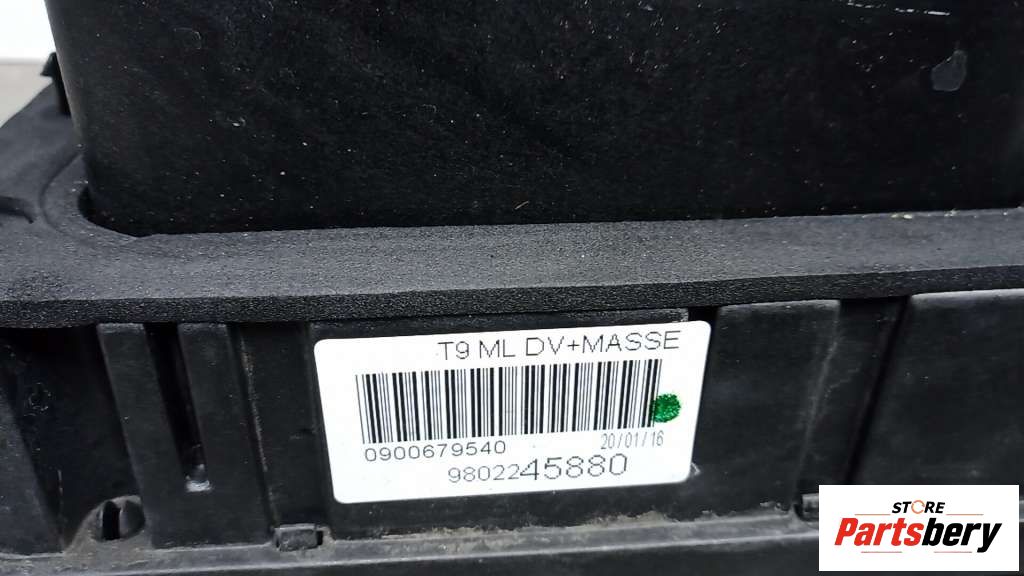 T9 ML DV+MASSE
0900679540
20/01/16
9802245880
STORE
Partsbery